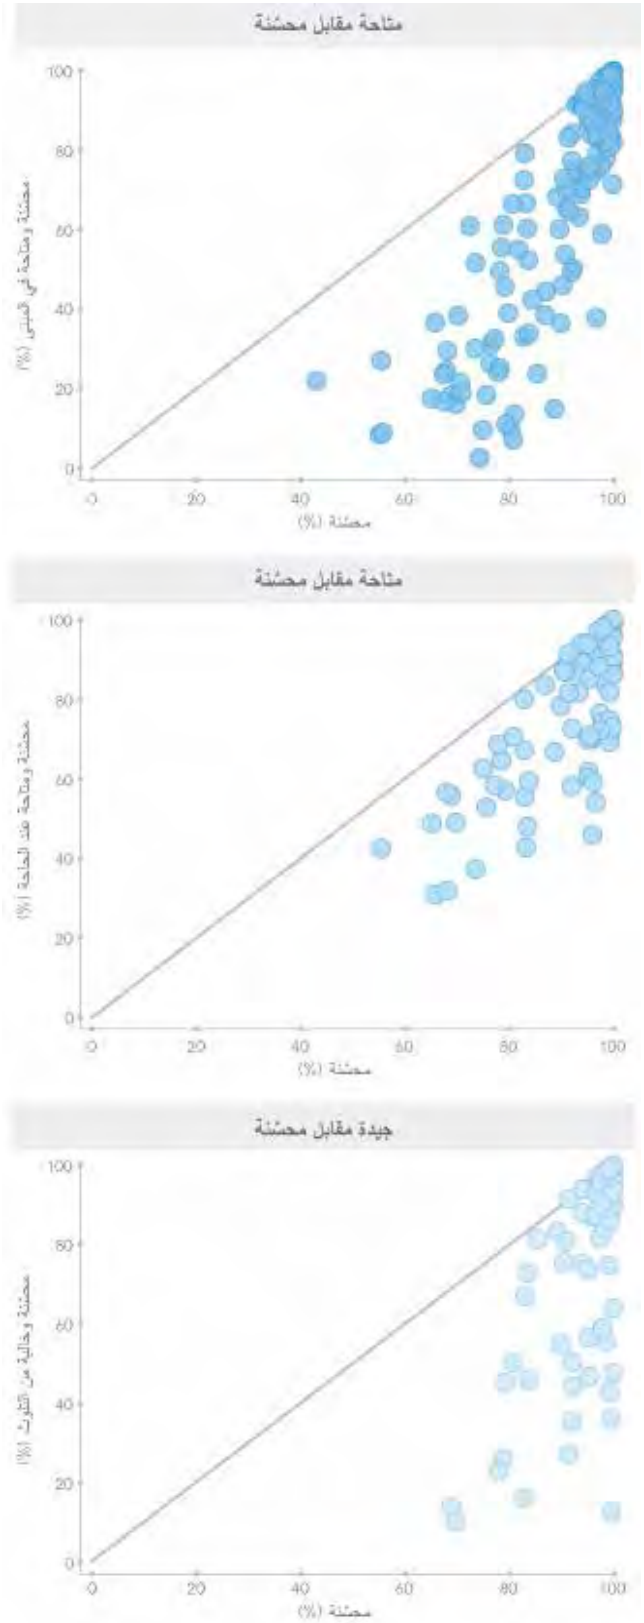 متاحة مقابل محسّنة
محسّنة ومتاحة في المبنى (%)
100
80
60
40
20
0
0 20 40 60 80 100
محسّنة (%)
متاحة مقابل محسّنة
محسّنة ومتاحة عند الحاجة (%)
100
80
60
40
20
0
0 20 40 60 80 100
محسّنة (%)
جيدة مقابل محسّنة
محسّنة وخالية من التلوث (%)
100
80
60
40
20
0
0 20 40 60 80 100
محسّنة (%)